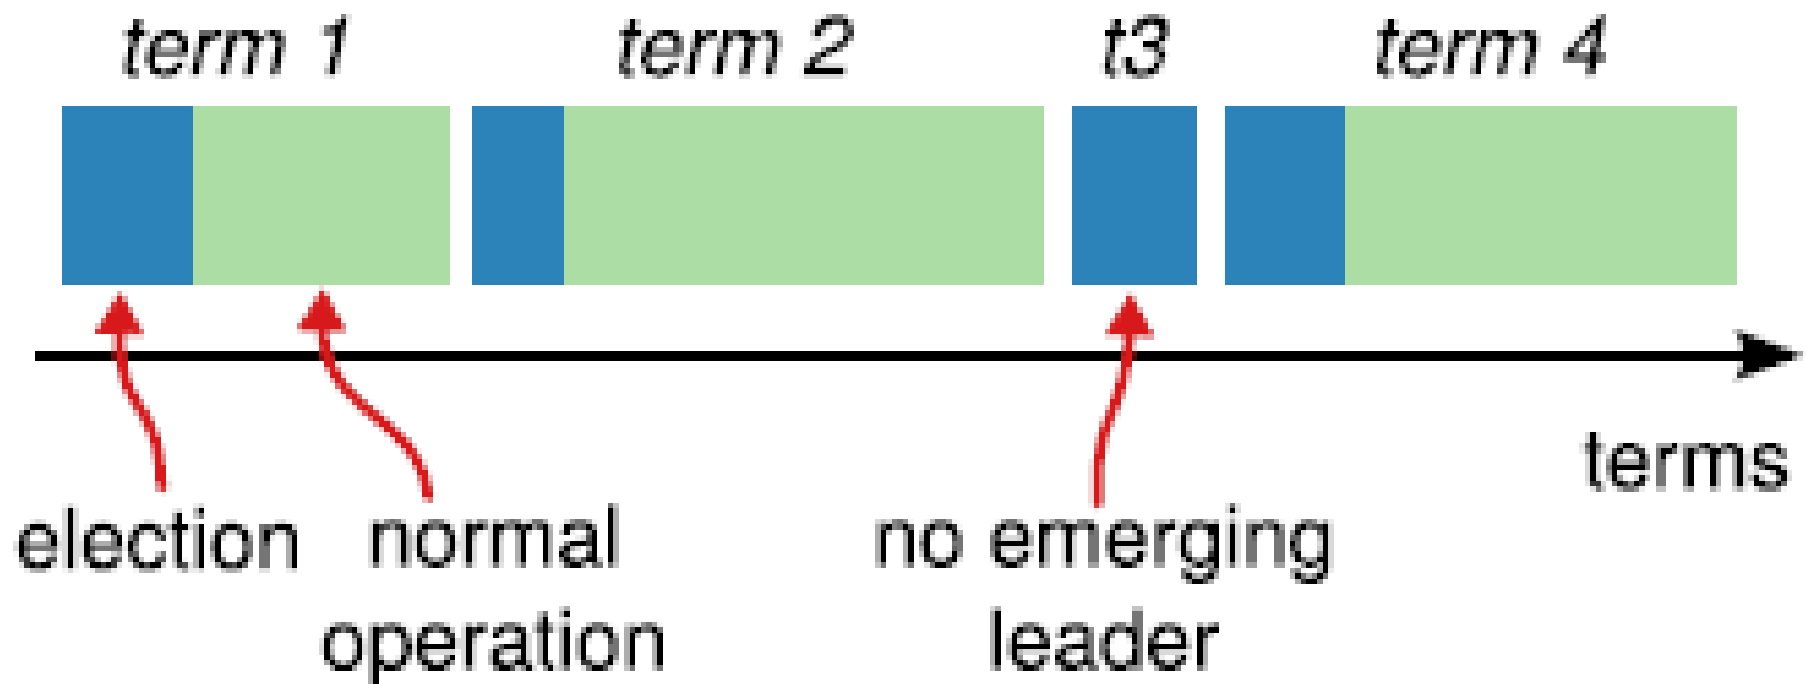 term 1
term 2
t3
term 4
terms
election
normal
operation
no emerging
leader